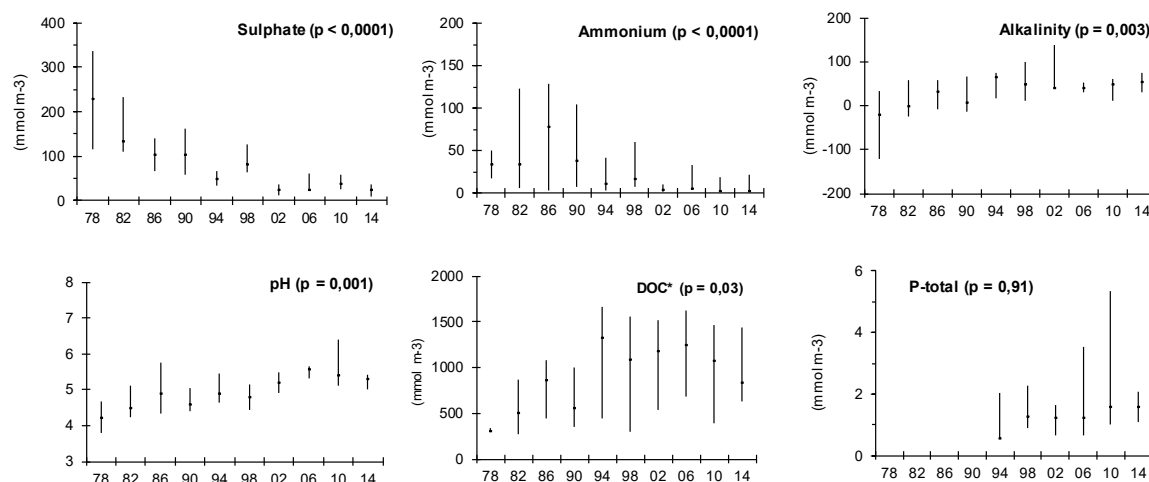 Sulphate (p < 0,0001)
(mmol m-3)
400
300
200
100
0
78 82 86 90 94 98 02 06 10 14
Ammonium (p < 0,0001)
(mmol m-3)
200
150
100
50
0
78 82 86 90 94 98 02 06 10 14
Alkalinity (p = 0,003)
(mmol m-3)
200
100
0
-100
-200
78 82 86 90 94 98 02 06 10 14
pH (p = 0,001)
8
7
6
5
4
3
78 82 86 90 94 98 02 06 10 14
DOC* (p = 0,03)
(mmol m-3)
2000
1500
1000
500
0
78 82 86 90 94 98 02 06 10 14
P-total (p = 0,91)
(mmol m-3)
6
4
2
0
78 82 86 90 94 98 02 06 10 14